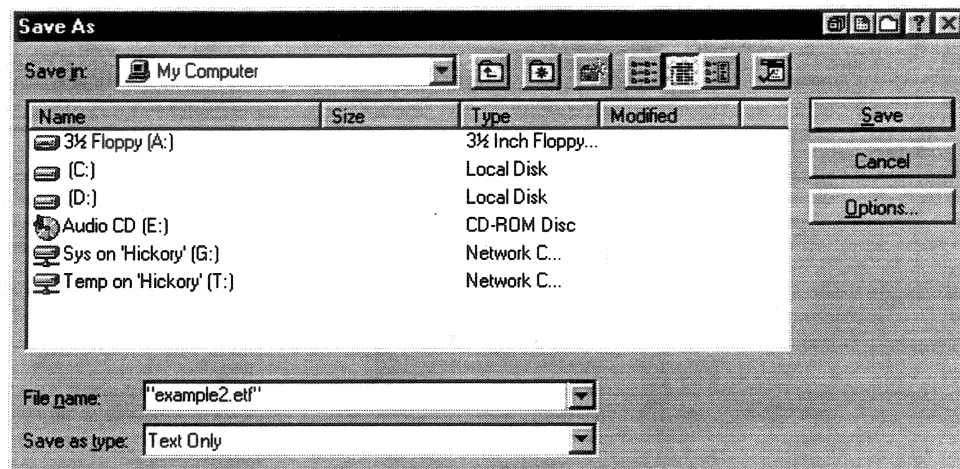 Save As
Save in: My Computer
Name Size Type Modified
3½ Floppy (A:) 3½ Inch Floppy...
(C:) Local Disk
(D:) Local Disk
Audio CD (E:) CD-ROM Disc
Sys on 'Hickory' (G:) Network C...
Temp on 'Hickory' (T:) Network C...
Save
Cancel
Options...
File name: "example2.etf"
Save as type: Text Only